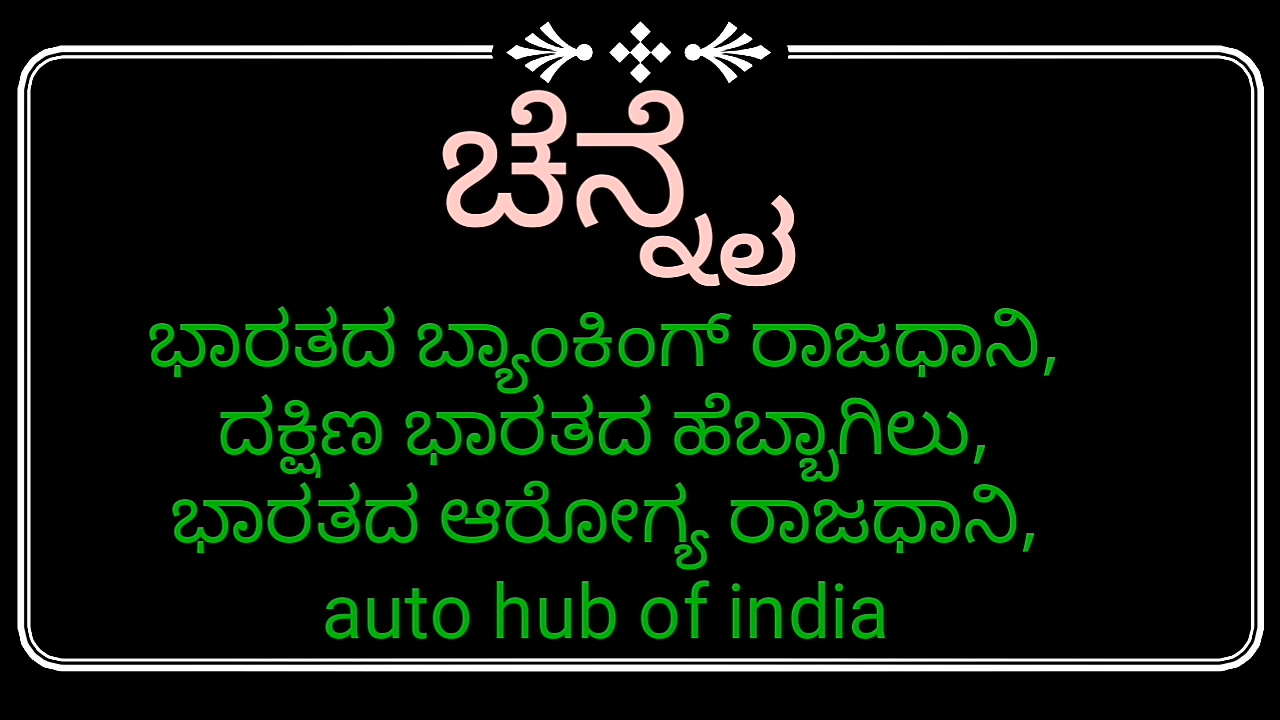 ಚೆನ್ನೈ
ಭಾರತದ ಬ್ಯಾಂಕಿಂಗ್ ರಾಜಧಾನಿ,
ದಕ್ಷಿಣ ಭಾರತದ ಹೆಬ್ಬಾಗಿಲು,
ಭಾರತದ ಆರೋಗ್ಯ ರಾಜಧಾನಿ,
auto hub of india